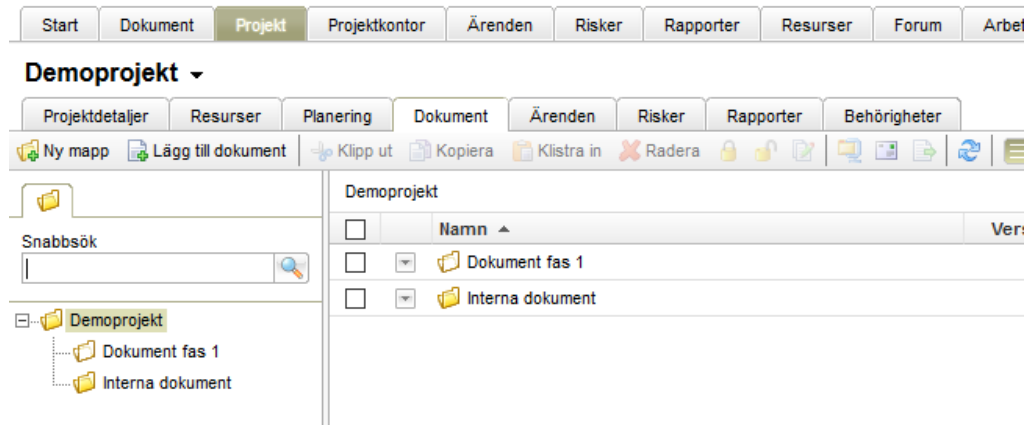 Start Dokument Projekt Projektkontor Ärenden Risker Rapporter Resurser Forum Arbet
Demoprojekt
Projektdetaljer Resurser Planering Dokument Ärenden Risker Rapporter Behörigheter
Ny mapp Lägg till dokument Klipp ut Kopiera Klistra in Radera
Demoprojekt
Namn Vers
Snabbsök
Dokument fas 1
Interna dokument
Demoprojekt
Dokument fas 1
Interna dokument